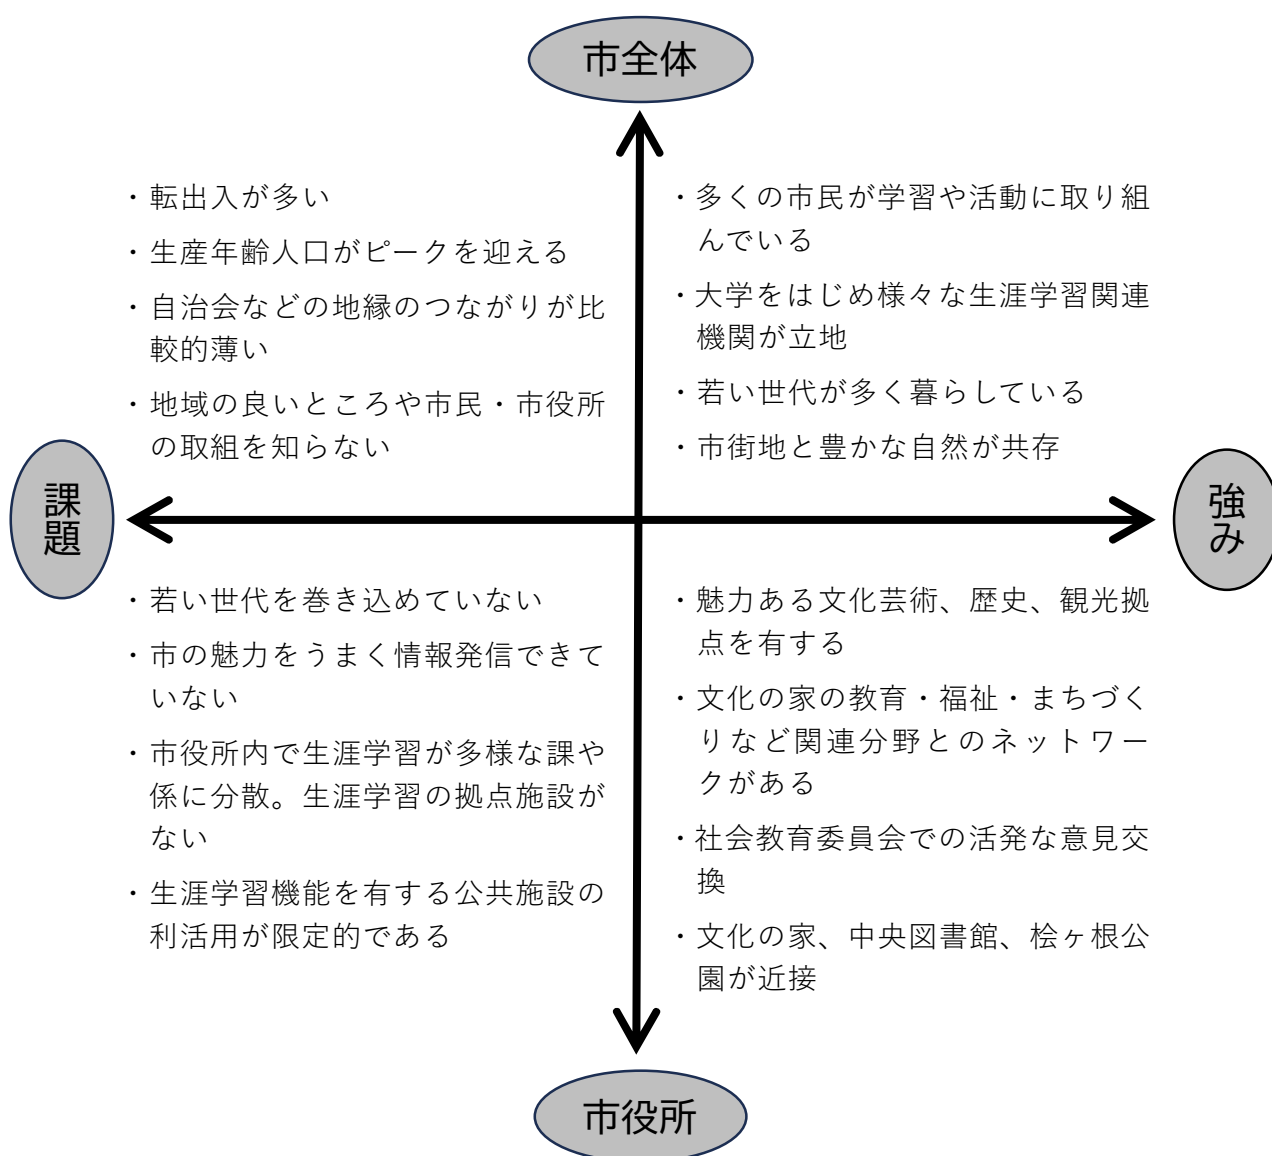 市全体
・転出入が多い
・生産年齢人口がピークを迎える
・自治会などの地縁のつながりが比
較的薄い
・地域の良いところや市民・市役所
の取組を知らない
・多くの市民が学習や活動に取り組
んでいる
・大学をはじめ様々な生涯学習関連
機関が立地
・若い世代が多く暮らしている
・市街地と豊かな自然が共存
課題
強み
・若い世代を巻き込めていない
・市の魅力をうまく情報発信できて
いない
・市役所内で生涯学習が多様な課や
係に分散。生涯学習の拠点施設が
ない
・生涯学習機能を有する公共施設の
利活用が限定的である
・魅力ある文化芸術、歴史、観光拠
点を有する
・文化の家の教育・福祉・まちづく
りなど関連分野とのネットワー
クがある
・社会教育委員会での活発な意見交
換
・文化の家、中央図書館、桧ヶ根公
園が近接
市役所